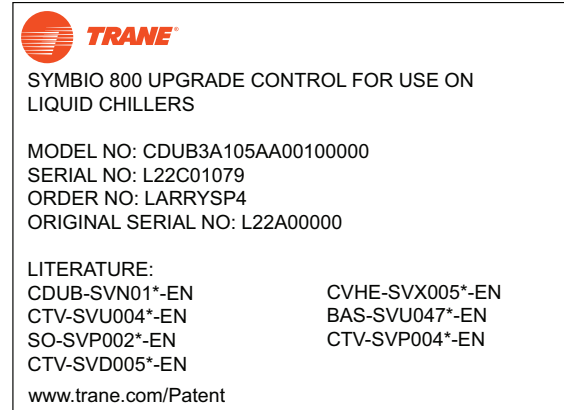 TRANE®
SYMBIO 800 UPGRADE CONTROL FOR USE ON
LIQUID CHILLERS
MODEL NO: CDUB3A105AA00100000
SERIAL NO: L22C01079
ORDER NO: LARRYSP4
ORIGINAL SERIAL NO: L22A00000
LITERATURE:
CDUB-SVN01*-EN
CTV-SVU004*-EN
SO-SVP002*-EN
CTV-SVD005*-EN
CVHE-SVX005*-EN
BAS-SVU047*-EN
CTV-SVP004*-EN
www.trane.com/Patent